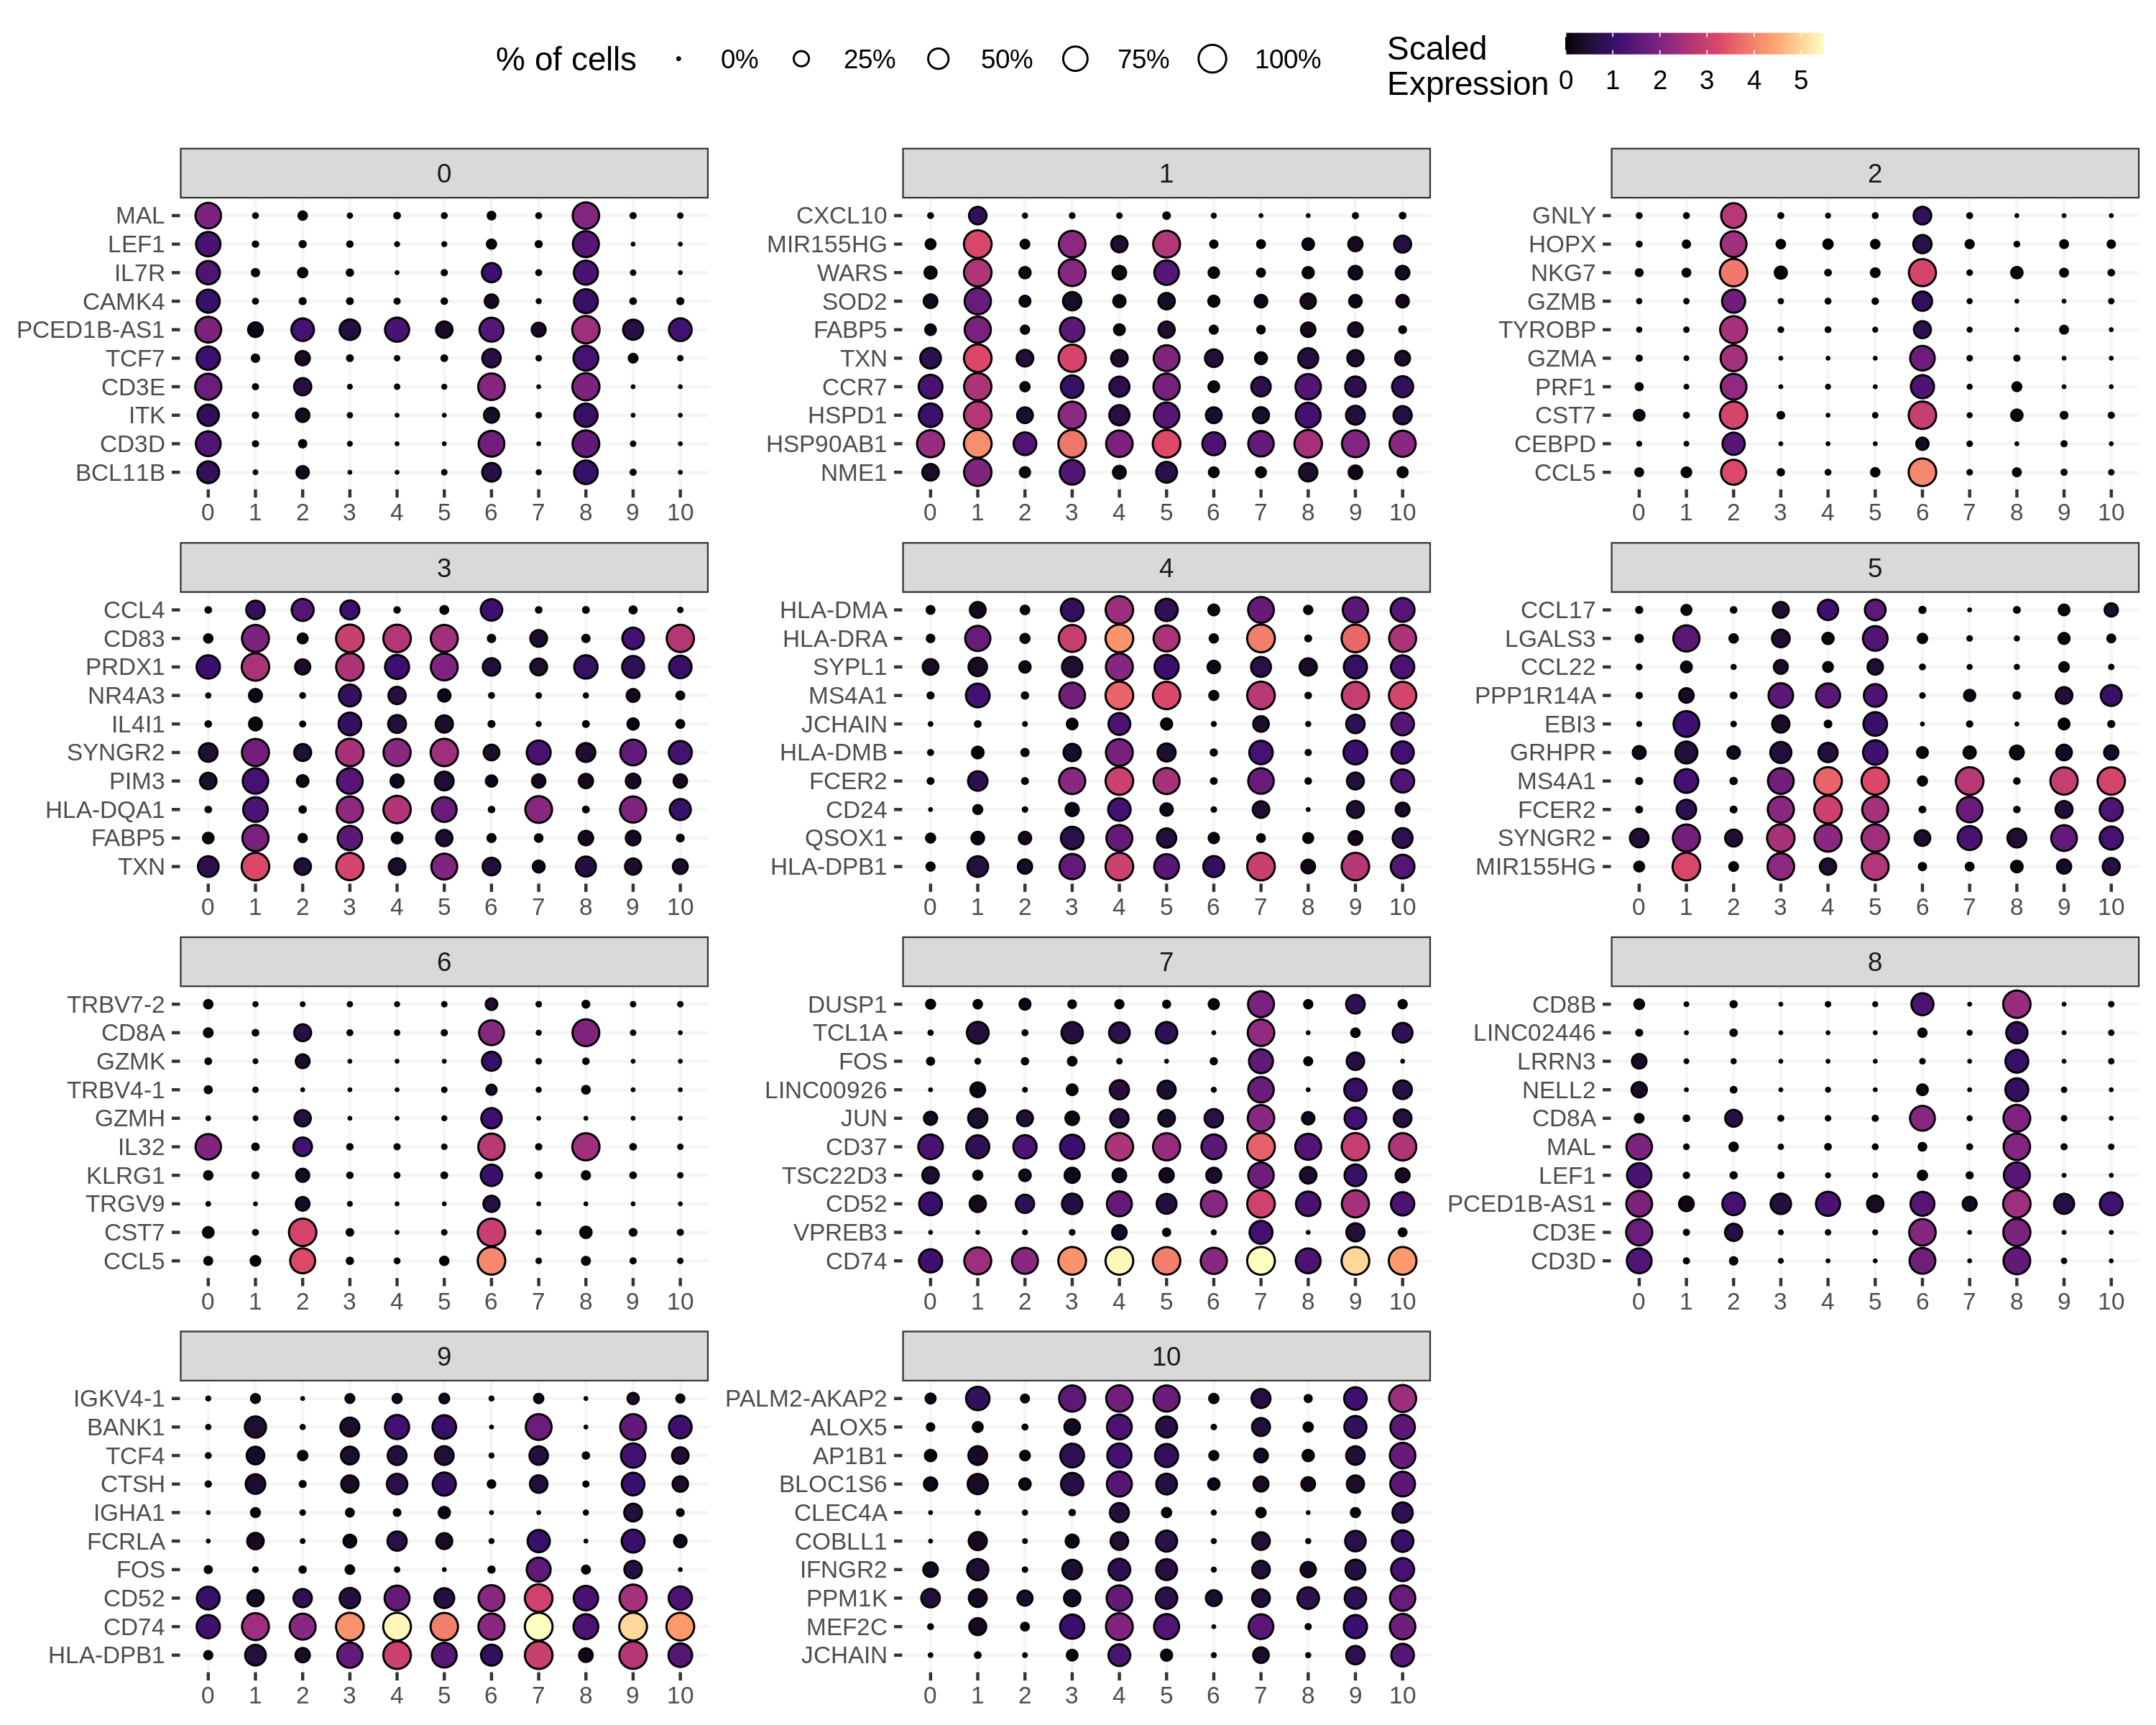 % of cells 0% 25% 50% 75% 100%
Scaled
Expression 0 1 2 3 4 5
0
MAL
LEF1
IL7R
CAMK4
PCED1B-AS1
TCF7
CD3E
ITK
CD3D
BCL11B
0 1 2 3 4 5 6 7 8 9 10
1
CXCL10
MIR155HG
WARS
SOD2
FABP5
TXN
CCR7
HSPD1
HSP90AB1
NME1
0 1 2 3 4 5 6 7 8 9 10
2
GNLY
HOPX
NKG7
GZMB
TYROBP
GZMA
PRF1
CST7
CEBPD
CCL5
0 1 2 3 4 5 6 7 8 9 10
3
CCL4
CD83
PRDX1
NR4A3
IL4I1
SYNGR2
PIM3
HLA-DQA1
FABP5
TXN
0 1 2 3 4 5 6 7 8 9 10
4
HLA-DMA
HLA-DRA
SYPL1
MS4A1
JCHAIN
HLA-DMB
FCER2
CD24
QSOX1
HLA-DPB1
0 1 2 3 4 5 6 7 8 9 10
5
CCL17
LGALS3
CCL22
PPP1R14A
EBI3
GRHPR
MS4A1
FCER2
SYNGR2
MIR155HG
0 1 2 3 4 5 6 7 8 9 10
6
TRBV7-2
CD8A
GZMK
TRBV4-1
GZMH
IL32
KLRG1
TRGV9
CST7
CCL5
0 1 2 3 4 5 6 7 8 9 10
7
DUSP1
TCL1A
FOS
LINC00926
JUN
CD37
TSC22D3
CD52
VPREB3
CD74
0 1 2 3 4 5 6 7 8 9 10
8
CD8B
LINC02446
LRRN3
NELL2
CD8A
MAL
LEF1
PCED1B-AS1
CD3E
CD3D
0 1 2 3 4 5 6 7 8 9 10
9
IGKV4-1
BANK1
TCF4
CTSH
IGHA1
FCRLA
FOS
CD52
CD74
HLA-DPB1
0 1 2 3 4 5 6 7 8 9 10
10
PALM2-AKAP2
ALOX5
AP1B1
BLOC1S6
CLEC4A
COBLL1
IFNGR2
PPM1K
MEF2C
JCHAIN
0 1 2 3 4 5 6 7 8 9 10